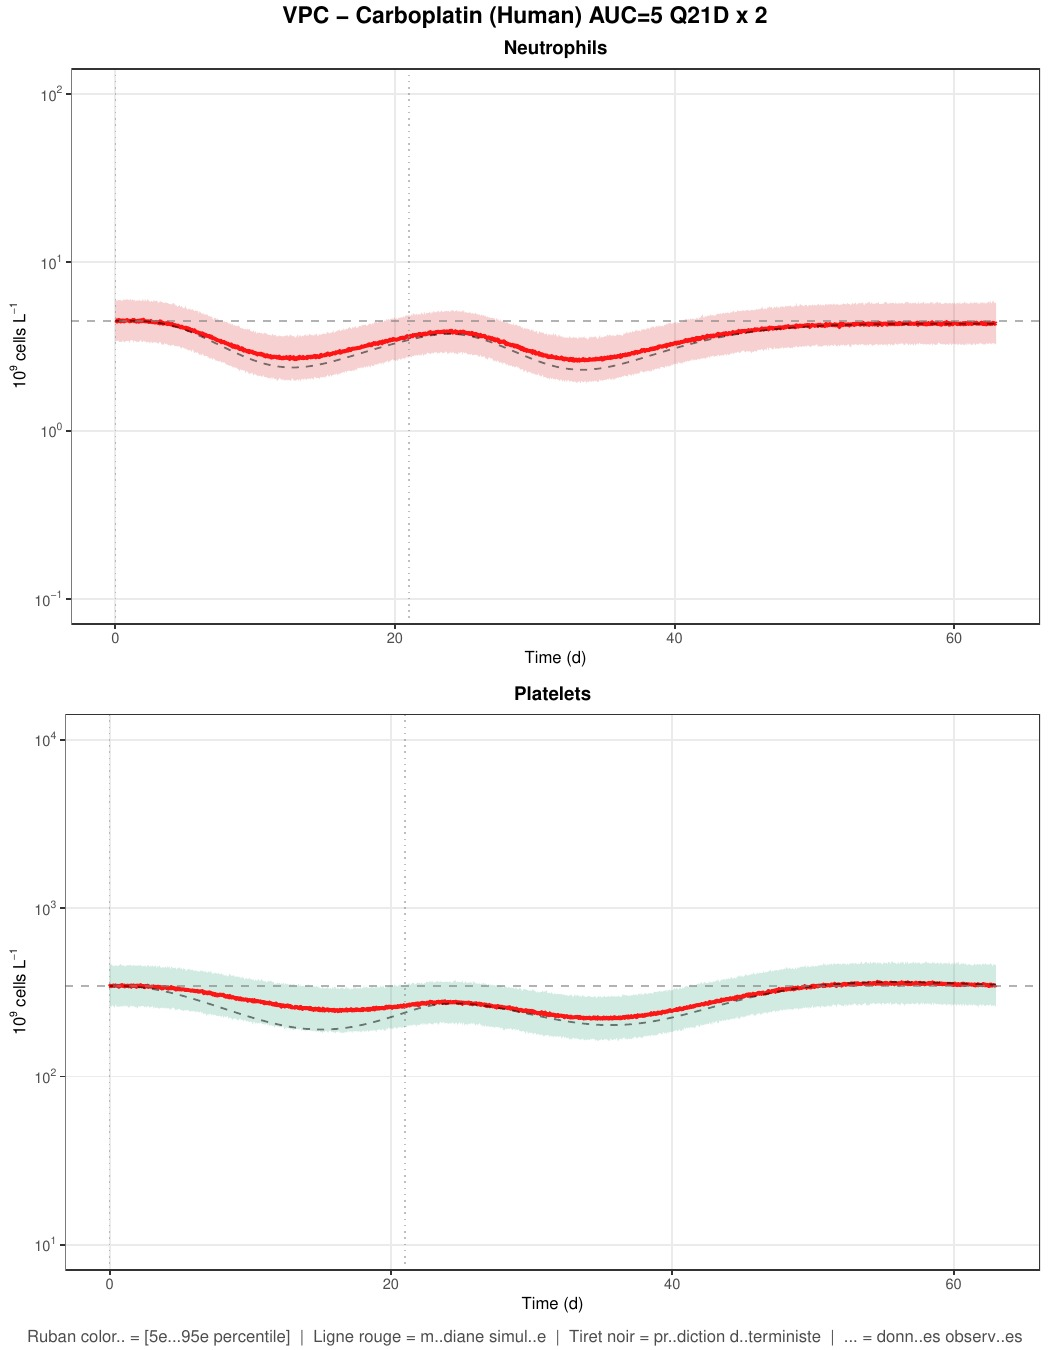 VPC − Carboplatin (Human) AUC=5 Q21D x 2
Neutrophils
10²
10¹
10⁰
10⁻¹
10⁹ cells L⁻¹
0 20 40 60
Time (d)
Platelets
10⁴
10³
10²
10¹
10⁹ cells L⁻¹
0 20 40 60
Time (d)
Ruban color.. = [5e...95e percentile] | Ligne rouge = m..diane simul..e | Tiret noir = pr..diction d..terministe | ... = donn..es observ..es